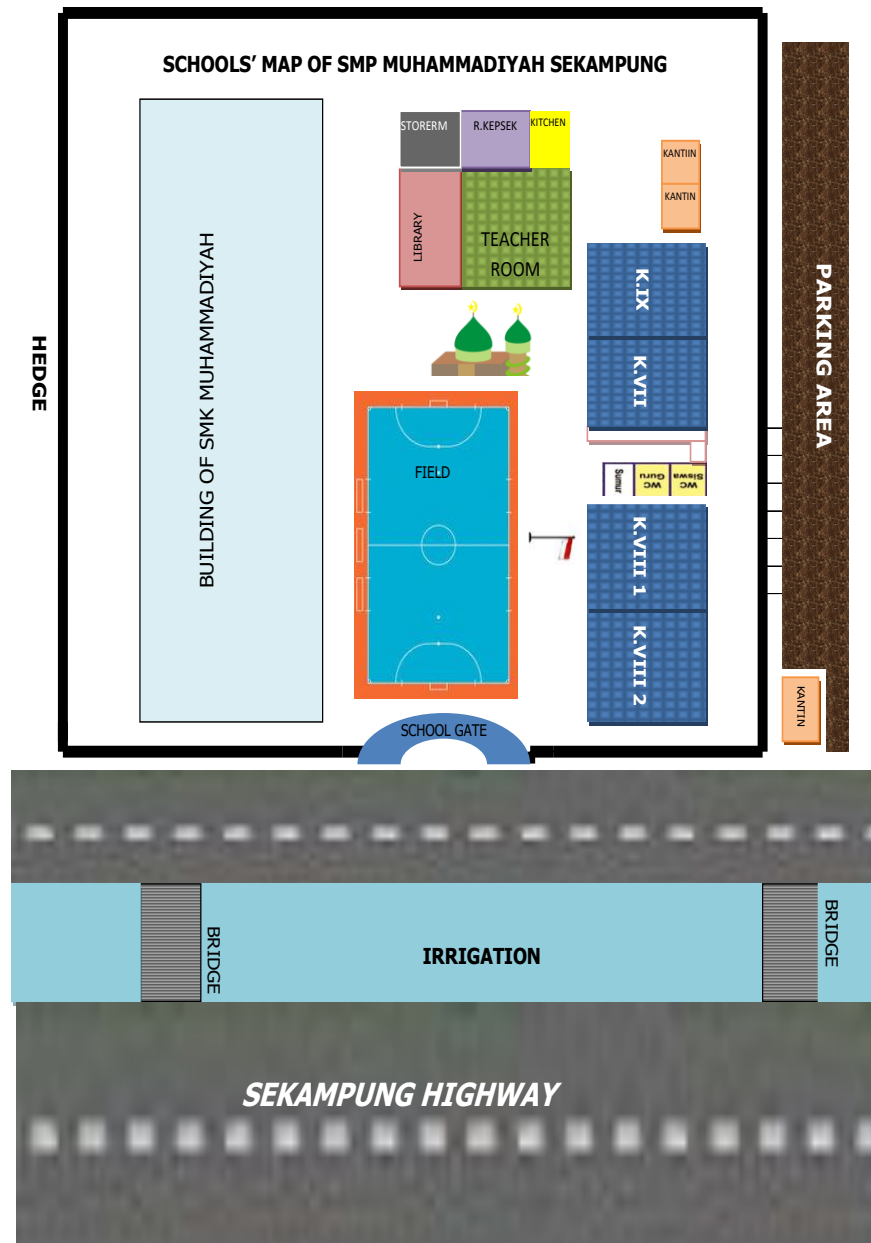 SCHOOLS’ MAP OF SMP MUHAMMADIYAH SEKAMPUNG
STORERM
R.KEPSEK
KITCHEN
KANTIIN
KANTIN
LIBRARY
TEACHER
ROOM
BUILDING OF SMK MUHAMMADIYAH
HEDGE
K.IX
K.VII
PARKING AREA
FIELD
Sumur
WC
Guru
WC
Siswa
K.VIII 1
K.VIII 2
KANTIN
SCHOOL GATE
BRIDGE
IRRIGATION
BRIDGE
SEKAMPUNG HIGHWAY